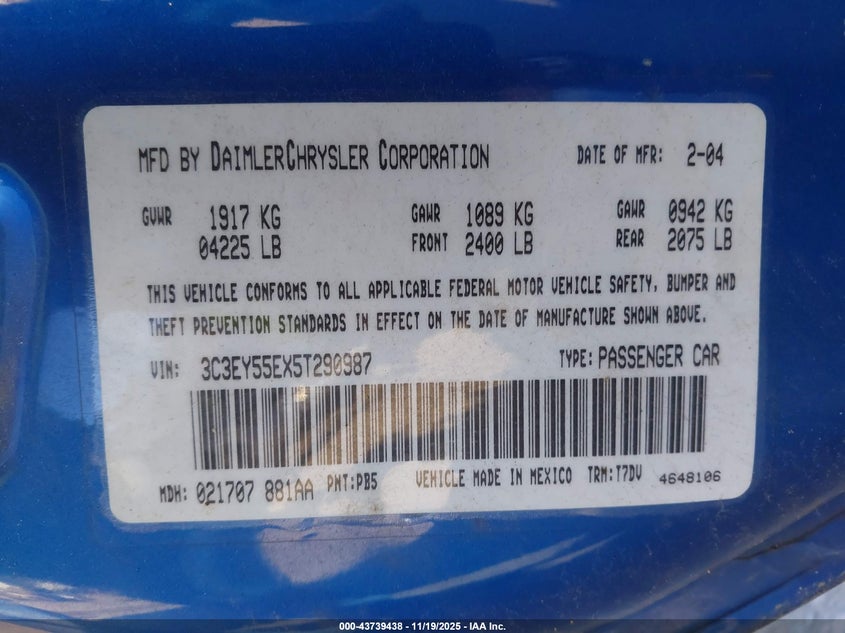 MFD BY DAIMLERCHRYSLER CORPORATION DATE OF MFR: 2-04
GVWR 1917 KG GAWR 1089 KG GAWR 0942 KG
04225 LB FRONT 2400 LB REAR 2075 LB
THIS VEHICLE CONFORMS TO ALL APPLICABLE FEDERAL MOTOR VEHICLE SAFETY, BUMPER AND
THEFT PREVENTION STANDARDS IN EFFECT ON THE DATE OF MANUFACTURE SHOWN ABOVE.
VIN: 3C3EY55EX5T290987 TYPE: PASSENGER CAR
MDH: 021707 881AA PNT:PB5 VEHICLE MADE IN MEXICO TRM:T7DV 4648106
000-43739438 - 11/19/2025 - IAA Inc.